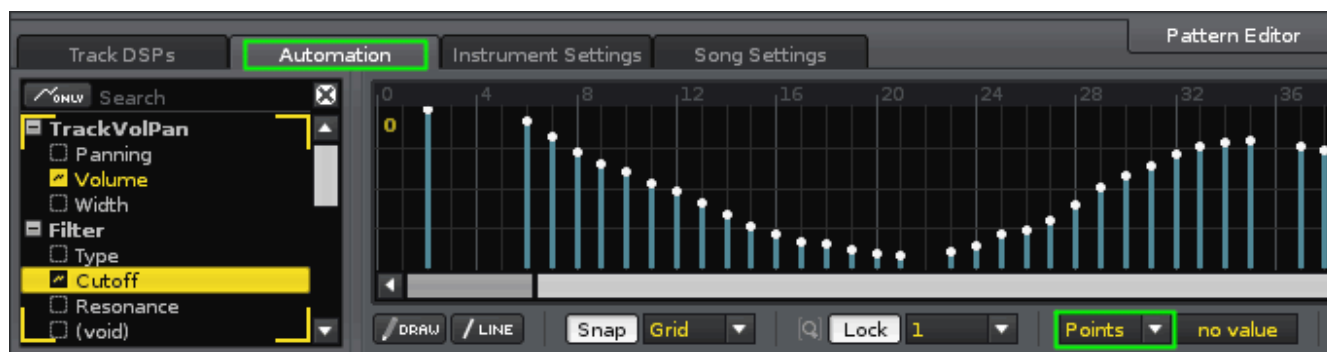 Pattern Editor
Track DSPs Automation Instrument Settings Song Settings
ONLY Search
0 4 8 12 16 20 24 28 32 36
0
TrackVolPan
Panning
Volume
Width
Filter
Type
Cutoff
Resonance
(void)
DRAW LINE Snap Grid Lock 1 Points no value